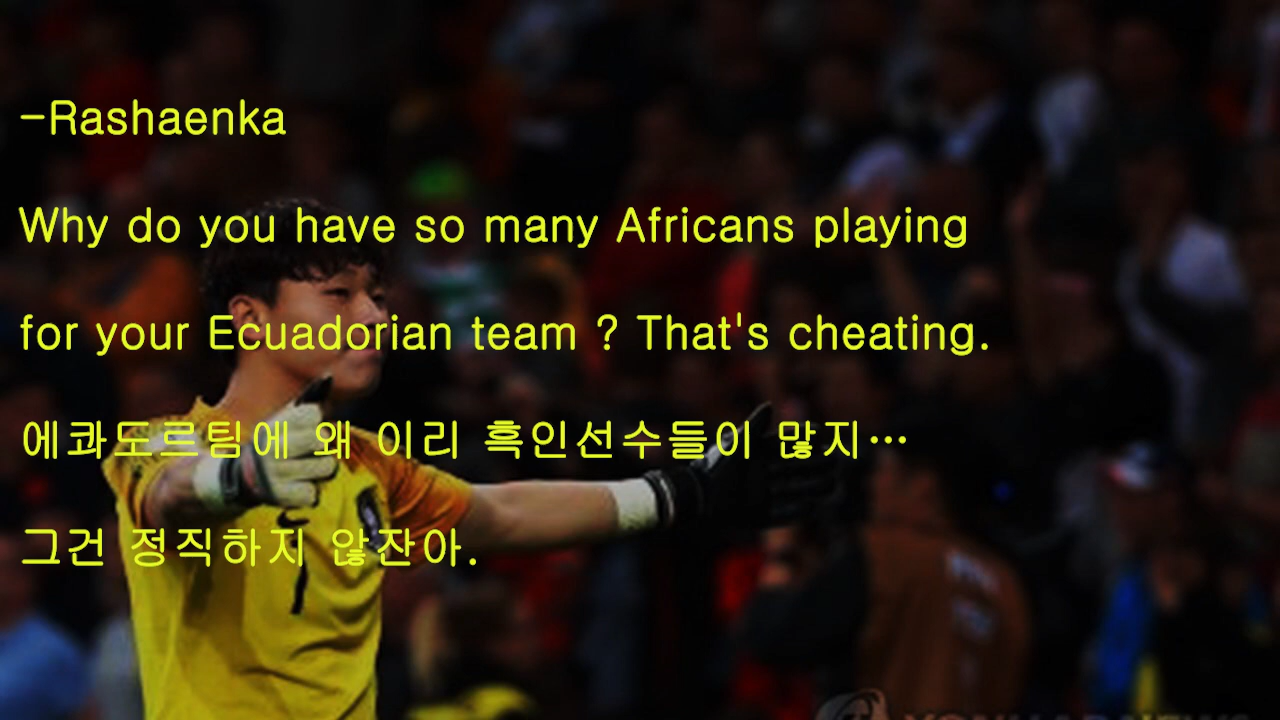 -Rashaenka
Why do you have so many Africans playing
for your Ecuadorian team ? That's cheating.
에콰도르팀에 왜 이리 흑인선수들이 많지…
그건 정직하지 않잖아.
1